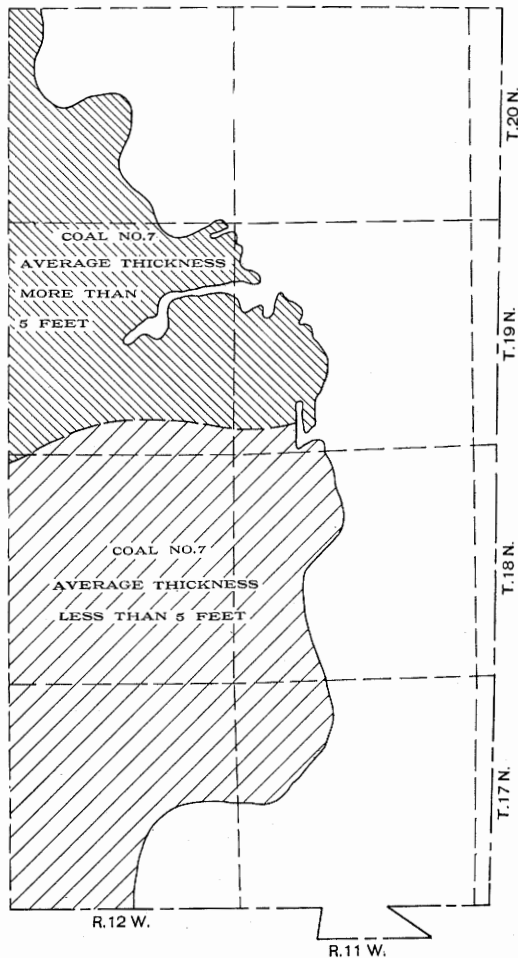 T.20 N.
COAL NO.7
AVERAGE THICKNESS
MORE THAN
5 FEET
T.19 N.
COAL NO.7
AVERAGE THICKNESS
LESS THAN 5 FEET
T.18 N.
T.17 N.
R.12 W.
R.11 W.